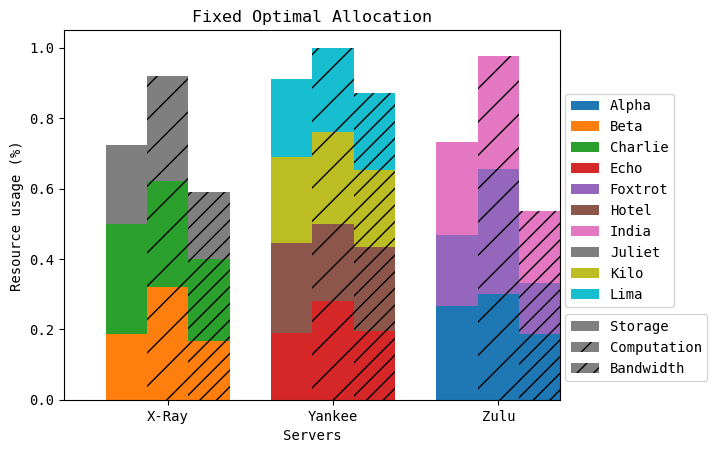 Fixed Optimal Allocation
Resource usage (%)
1.0
0.8
0.6
0.4
0.2
0.0
X-Ray Yankee Zulu
Servers
Alpha
Beta
Charlie
Echo
Foxtrot
Hotel
India
Juliet
Kilo
Lima
Storage
Computation
Bandwidth